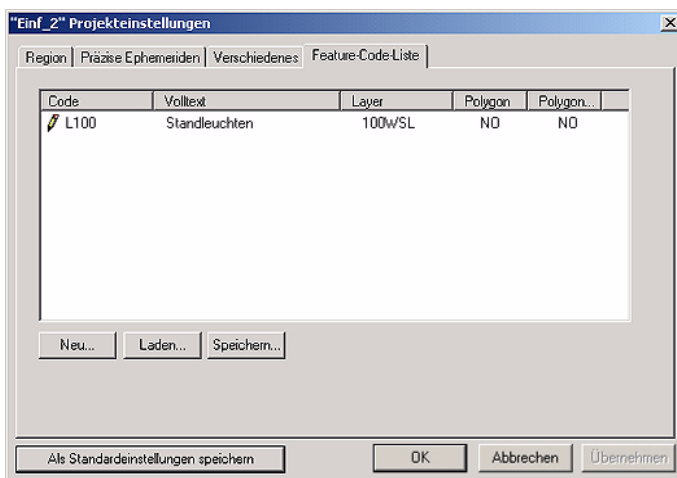 "Einf_2" Projekteinstellungen
Region Präzise Ephemeriden Verschiedenes Feature-Code-Liste
Code Volltext Layer Polygon Polygon...
L100 Standleuchten 100WSL NO NO
Neu... Laden... Speichern...
Als Standardeinstellungen speichern OK Abbrechen Übernehmen